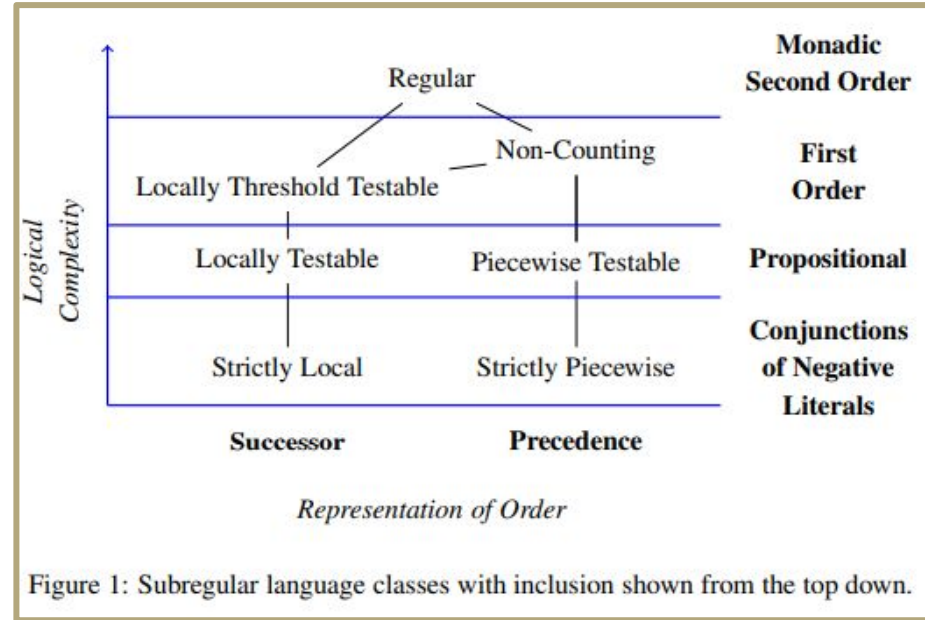 Monadic
Second Order
Regular
Non-Counting
First
Order
Locally Threshold Testable
Logical
Complexity
Locally Testable
Piecewise Testable
Propositional
Strictly Local
Strictly Piecewise
Conjunctions
of Negative
Literals
Successor
Precedence
Representation of Order
Figure 1: Subregular language classes with inclusion shown from the top down.